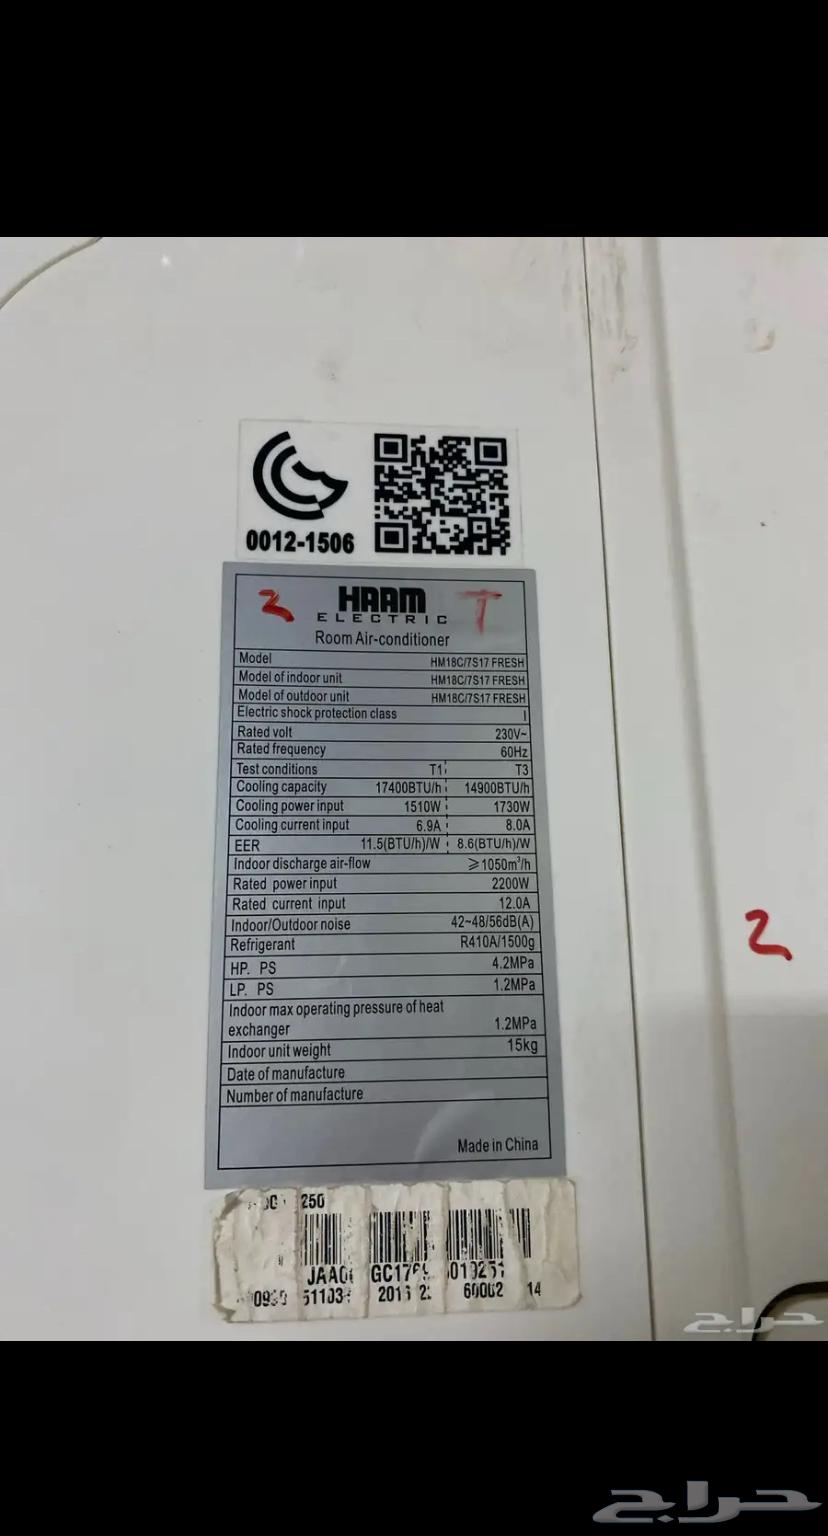 0012-1506
2 HAAM T
ELECTRIC
Room Air-conditioner
Model HM18C/7S17 FRESH
Model of indoor unit HM18C/7S17 FRESH
Model of outdoor unit HM18C/7S17 FRESH
Electric shock protection class I
Rated volt 230V~
Rated frequency 60Hz
Test conditions T1 T3
Cooling capacity 17400BTU/h 14900BTU/h
Cooling power input 1510W 1730W
Cooling current input 6.9A 8.0A
EER 11.5(BTU/h)/W 8.6(BTU/h)/W
Indoor discharge air-flow ≥1050m³/h
Rated power input 2200W
Rated current input 12.0A
Indoor/Outdoor noise 42~48/56dB(A)
Refrigerant R410A/1500g
HP. PS 4.2MPa
LP. PS 1.2MPa
Indoor max operating pressure of heat
exchanger 1.2MPa
Indoor unit weight 15kg
Date of manufacture
Number of manufacture
Made in China
2
250
60002 14
حراج
حراج